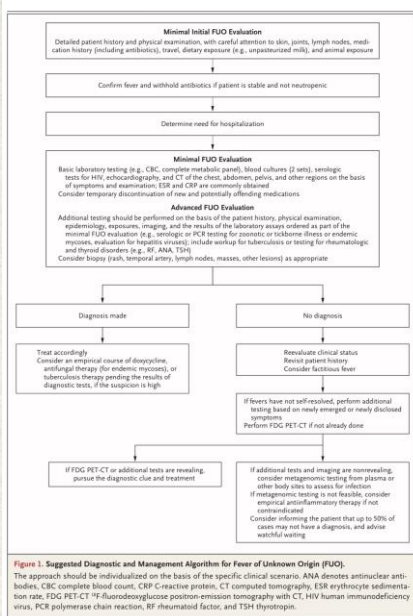 Minimal Initial FUO Evaluation
Detailed patient history and physical examination, with careful attention to skin, joints, lymph nodes, medi-
cation history (including antibiotics), travel, dietary exposure (e.g., unpasteurized milk), and animal exposure
Confirm fever and withhold antibiotics if patient is stable and not neutropenic
Determine need for hospitalization
Minimal FUO Evaluation
Basic laboratory testing (e.g., CBC, complete metabolic panel), blood cultures (2 sets), serologic
tests for HIV, echocardiography, and CT of the chest, abdomen, pelvis, and other regions on the basis
of symptoms and examination; ESR and CRP are commonly obtained
Consider temporary discontinuation of new and potentially offending medications
Advanced FUO Evaluation
Additional testing should be performed on the basis of the patient history, physical examination,
epidemiology, exposures, imaging, and the results of the laboratory assays ordered as part of the
minimal FUO evaluation (e.g., serologic or PCR testing for zoonotic or tickborne illness or endemic
mycoses, evaluation for hepatitis viruses); include workup for tuberculosis or testing for rheumatologic
and thyroid disorders (e.g., RF, ANA, TSH)
Consider biopsy (rash, temporal artery, lymph nodes, masses, other lesions) as appropriate
Diagnosis made
No diagnosis
Treat accordingly
Consider an empirical course of doxycycline,
antifungal therapy (for endemic mycoses), or
tuberculosis therapy pending the results of
diagnostic tests, if the suspicion is high
Reevaluate clinical status
Revisit patient history
Consider factitious fever
If fevers have not self-resolved, perform additional
testing based on newly emerged or newly disclosed
symptoms
Perform FDG PET-CT if not already done
If FDG PET-CT or additional tests are revealing,
pursue the diagnostic clue and treatment
If additional tests and imaging are nonrevealing,
consider metagenomic testing from plasma or
other body sites to assess for infection
If metagenomic testing is not feasible, consider
empirical antiinflammatory therapy if not
contraindicated
Consider informing the patient that up to 50% of
cases may not have a diagnosis, and advise
watchful waiting
Figure 1. Suggested Diagnostic and Management Algorithm for Fever of Unknown Origin (FUO).
The approach should be individualized on the basis of the specific clinical scenario. ANA denotes antinuclear anti-
bodies, CBC complete blood count, CRP C-reactive protein, CT computed tomography, ESR erythrocyte sedimenta-
tion rate, FDG PET-CT ¹⁸F-fluorodeoxyglucose positron-emission tomography with CT, HIV human immunodeficiency
virus, PCR polymerase chain reaction, RF rheumatoid factor, and TSH thyrotropin.